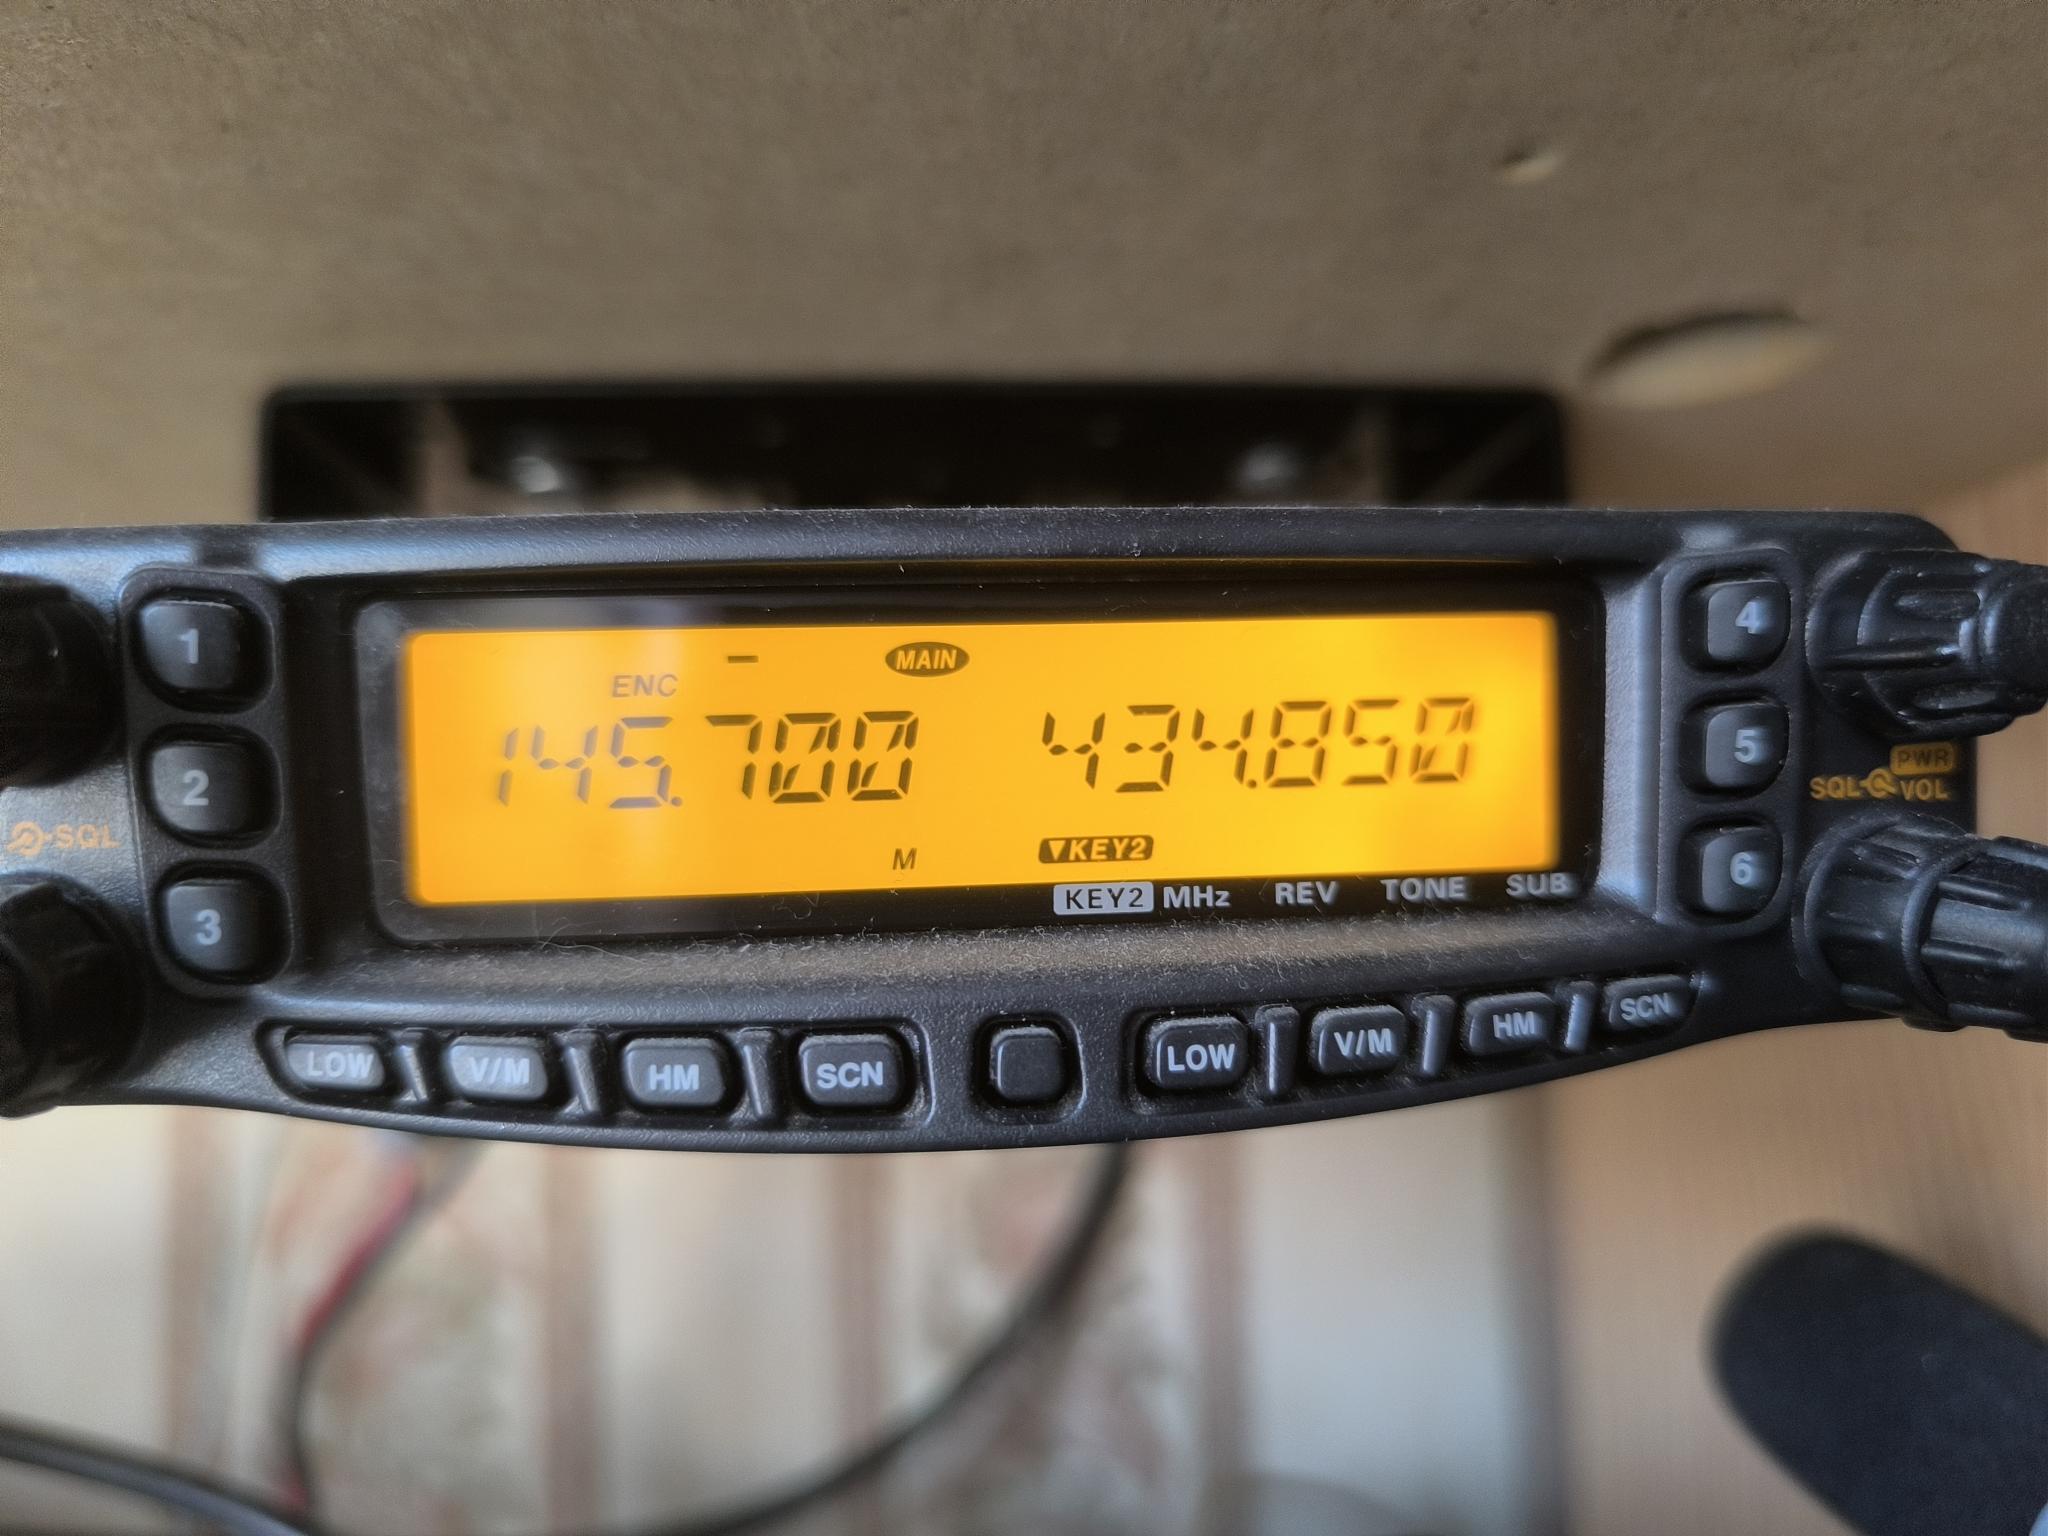 1
2
3
SQL
ENC
–
MAIN
145.700
434.850
M
▼KEY2
KEY2 MHz REV TONE SUB
4
5
6
PWR
SQL VOL
LOW V/M HM SCN
LOW V/M HM SCN